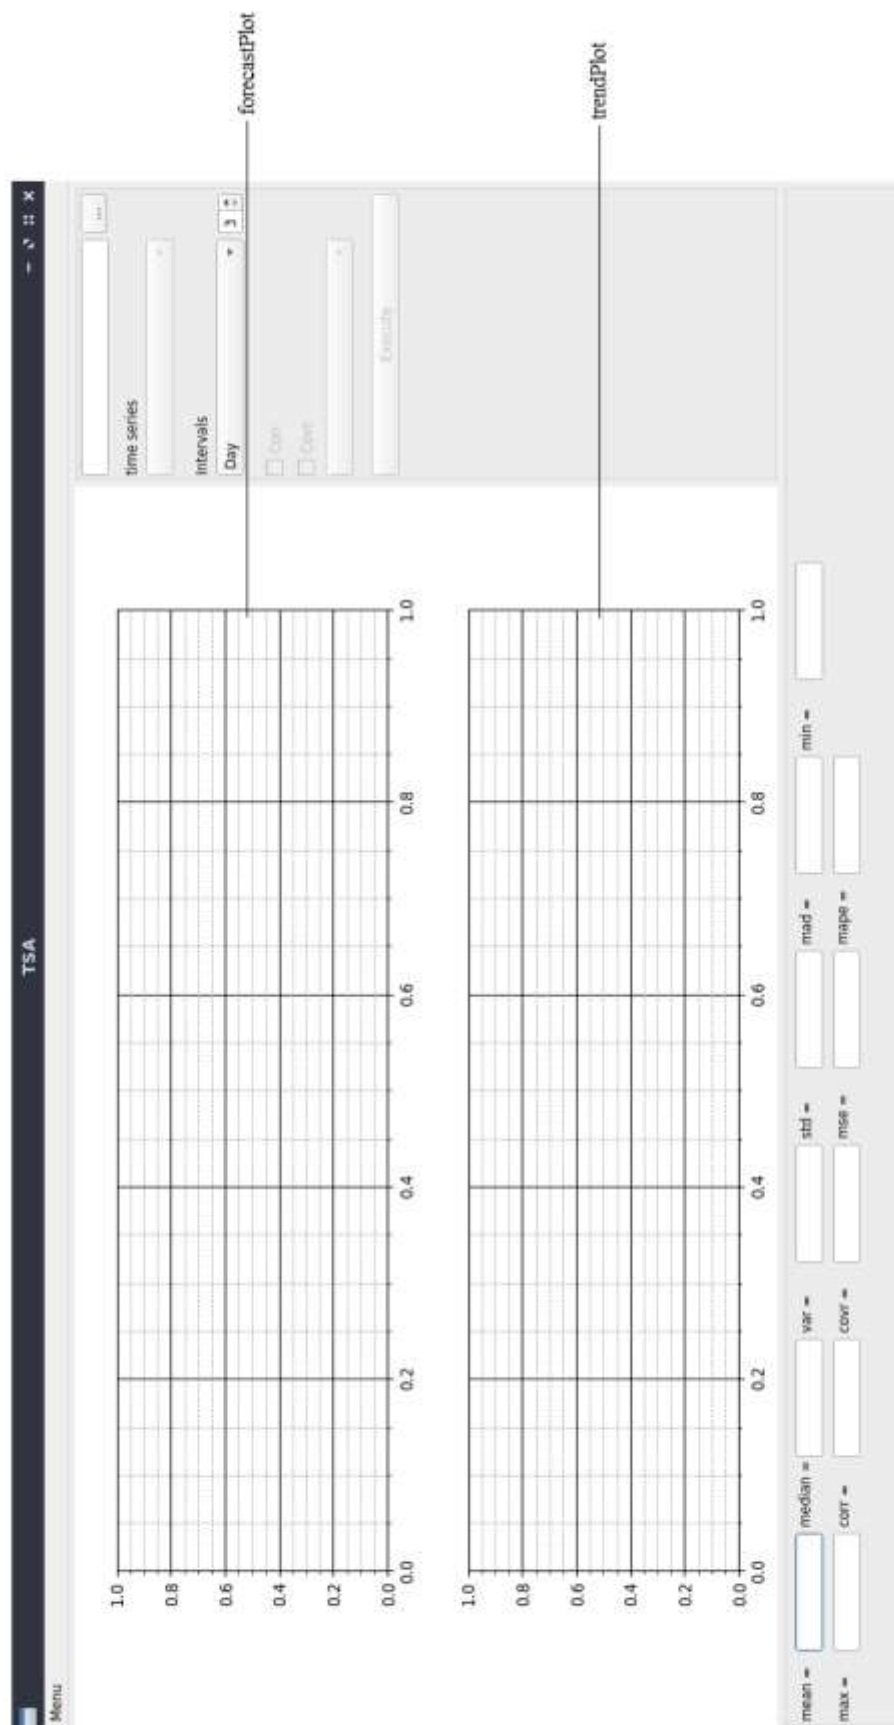 TSA
Menu
...
time series
Intervals
Day
3
Corr
Covr
Execute
forecastPlot
1.0
0.8
0.6
0.4
0.2
0.0
0.0 0.2 0.4 0.6 0.8 1.0
trendPlot
1.0
0.8
0.6
0.4
0.2
0.0
0.0 0.2 0.4 0.6 0.8 1.0
mean = median = var = std = mad = min =
max = corr = covr = mse = mape =